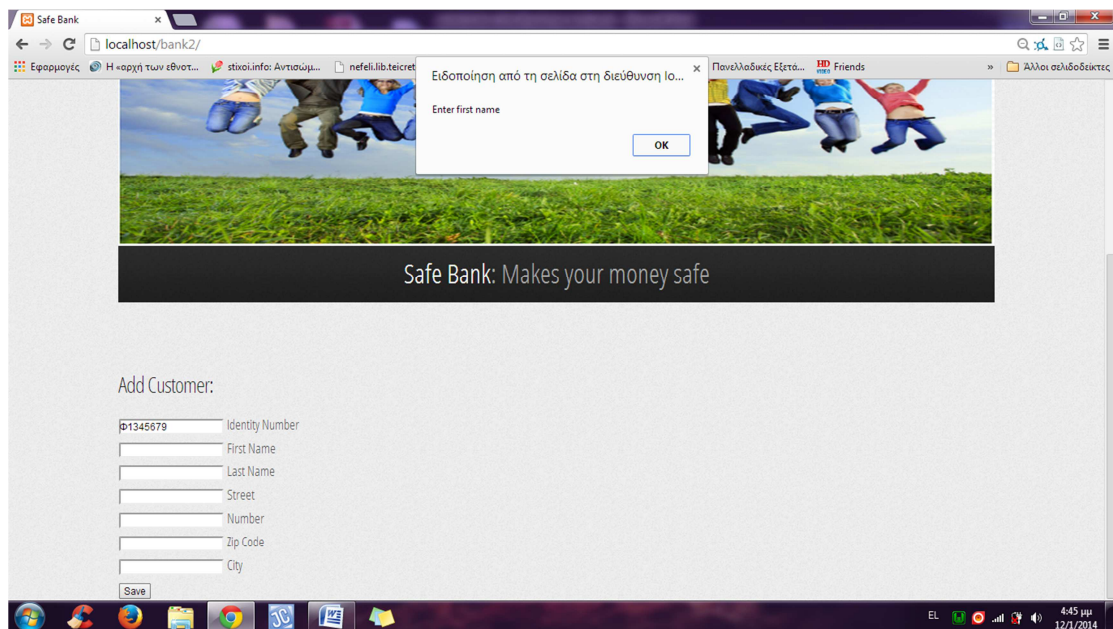 Safe Bank
localhost/bank2/
Εφαρμογές
Η «αρχή των εθνοτ...
stixoi.info: Αντισώμ...
nefeli.lib.teicret
Πανελλαδικές Εξετά...
HD
Friends
»
Άλλοι σελιδοδείκτες
Ειδοποίηση από τη σελίδα στη διεύθυνση lo...
Enter first name
OK
Safe Bank: Makes your money safe
Add Customer:
Φ1345679 Identity Number
First Name
Last Name
Street
Number
Zip Code
City
Save
EL
4:45 μμ
12/1/2014